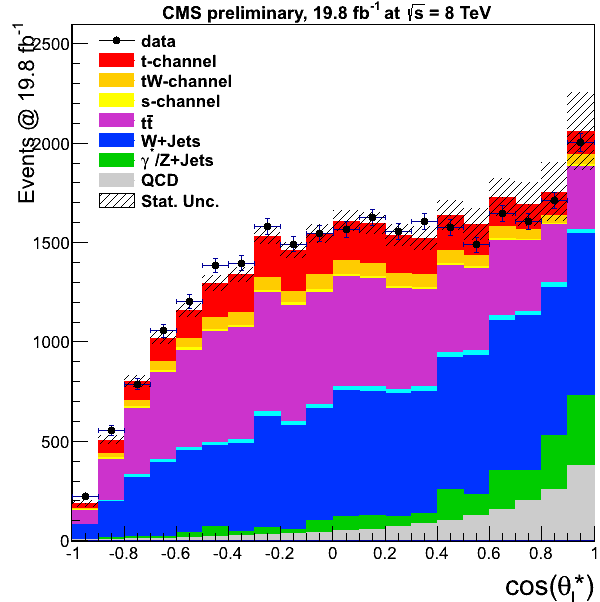 CMS preliminary, 19.8 fb⁻¹ at √s = 8 TeV
Events @ 19.8 fb⁻¹
2500
2000
1500
1000
500
0
data
t-channel
tW-channel
s-channel
tt̄
W+Jets
γ*/Z+Jets
QCD
Stat. Unc.
-1 -0.8 -0.6 -0.4 -0.2 0 0.2 0.4 0.6 0.8 1
cos(θₗ*)